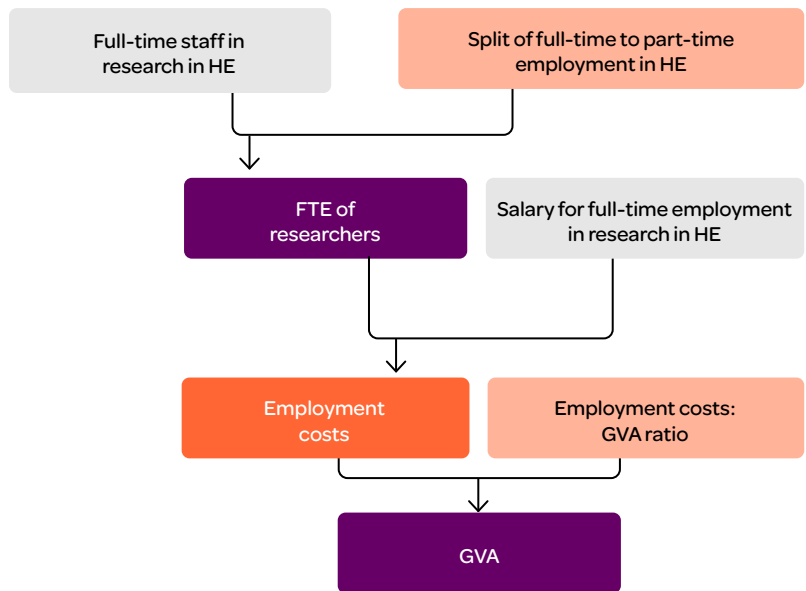 Full-time staff in
research in HE
Split of full-time to part-time
employment in HE
FTE of
researchers
Salary for full-time employment
in research in HE
Employment
costs
Employment costs:
GVA ratio
GVA